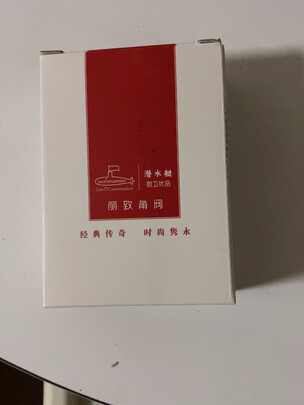 submarine
潜水艇
厨卫优品
丽致角阀
经典传奇 时尚隽永